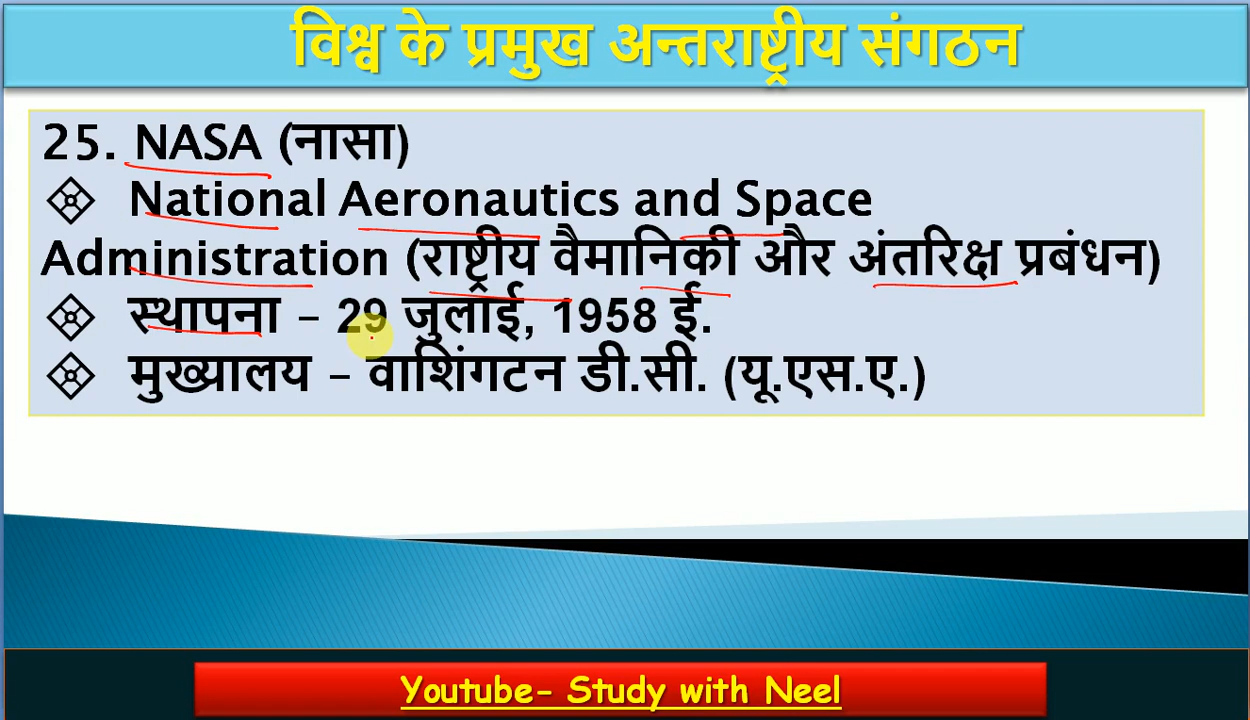 विश्व के प्रमुख अन्तराष्ट्रीय संगठन
25. NASA (नासा)
National Aeronautics and Space
Administration (राष्ट्रीय वैमानिकी और अंतरिक्ष प्रबंधन)
स्थापना – 29 जुलाई, 1958 ई.
मुख्यालय – वाशिंगटन डी.सी. (यू.एस.ए.)
Youtube- Study with Neel